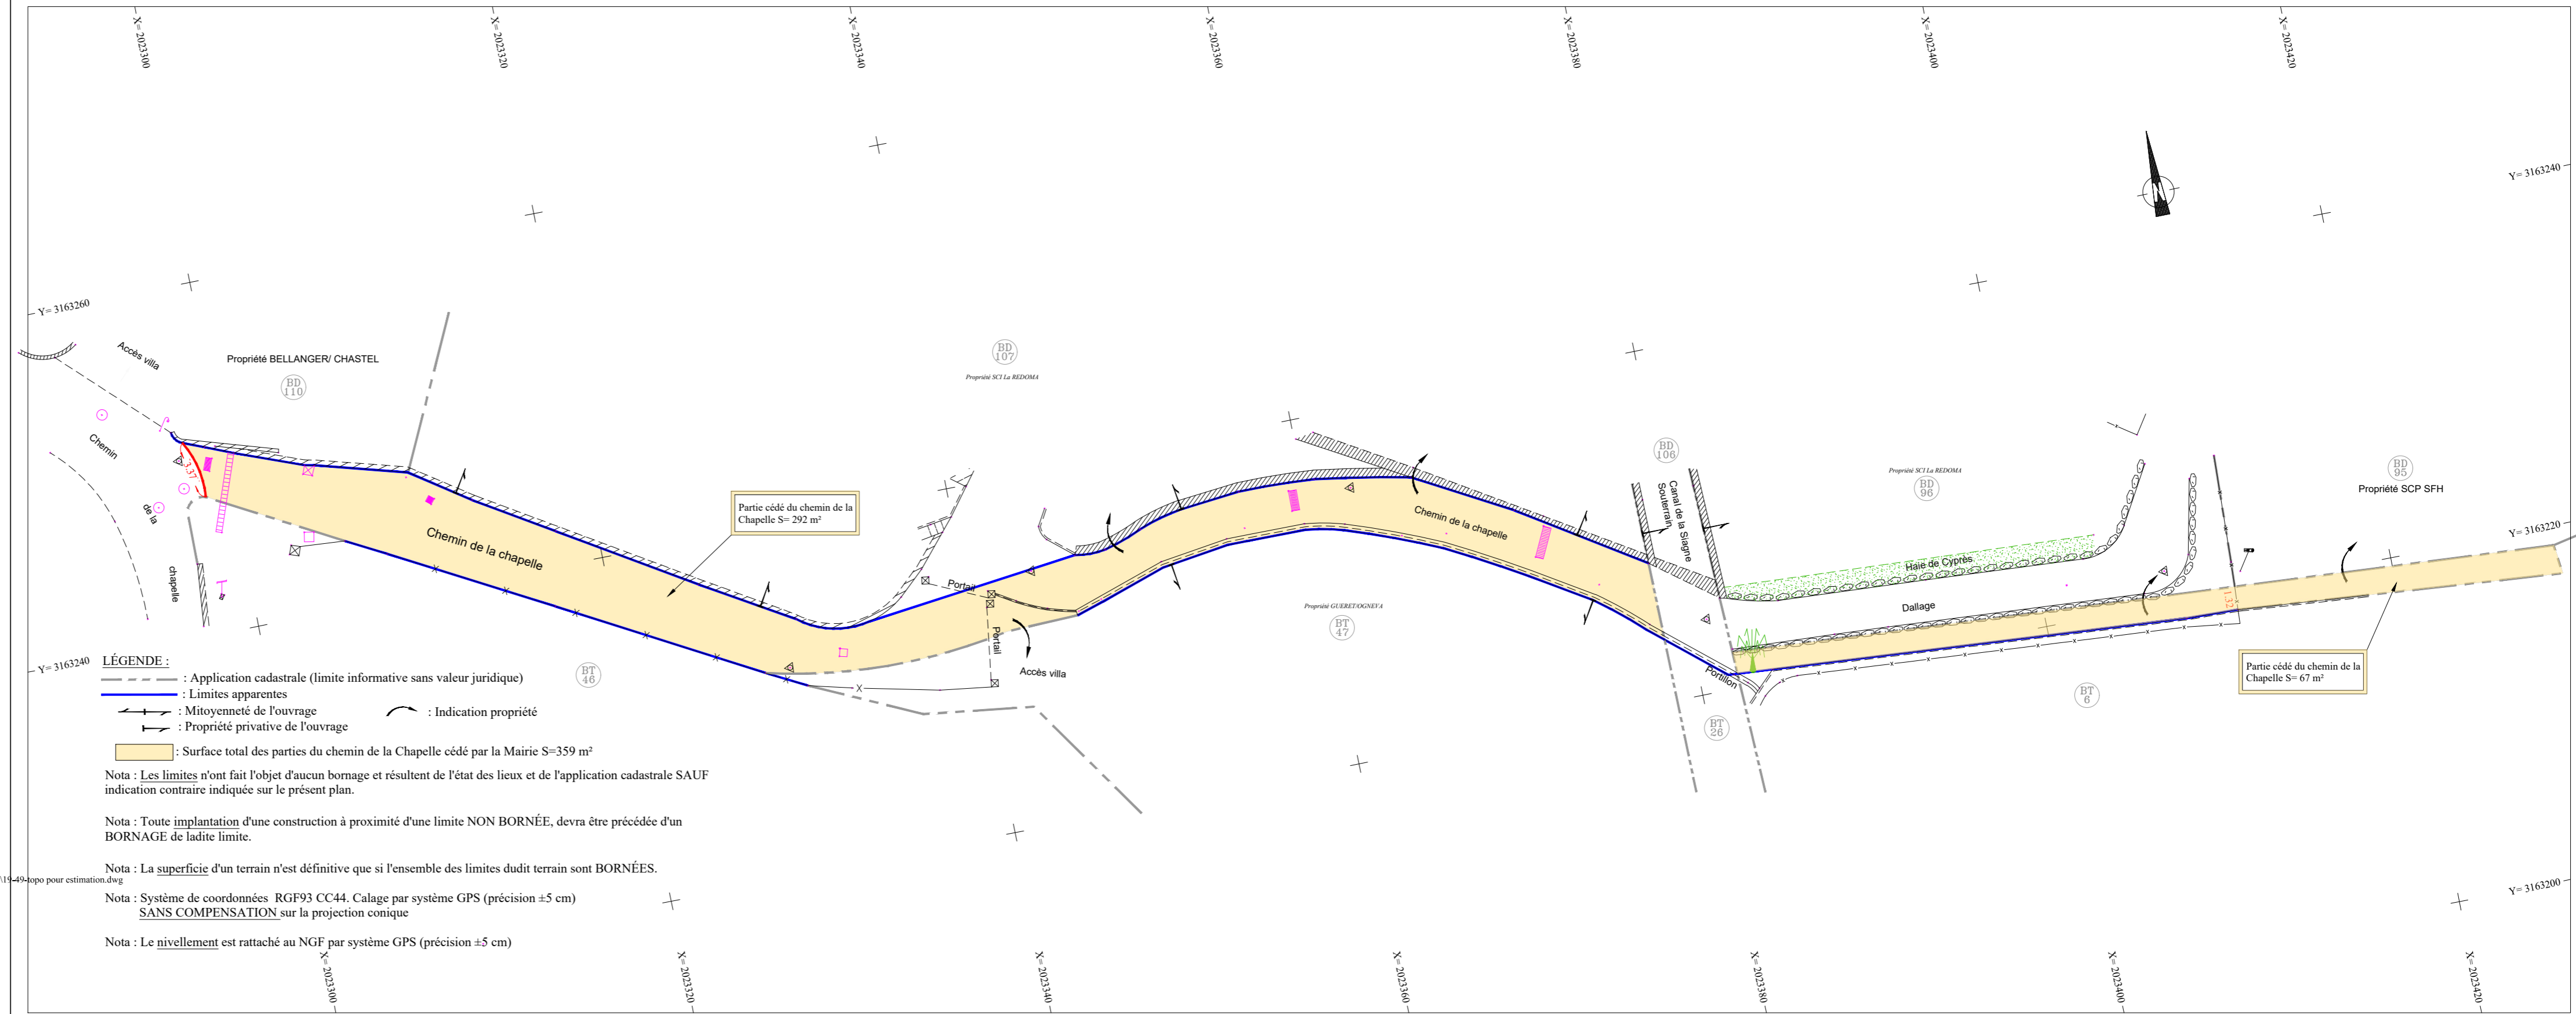 X= 2023300
X= 2023320
X= 2023340
X= 2023360
X= 2023380
X= 2023400
X= 2023420
Y= 3163240
Y= 3163260
Accès villa
Propriété BELLANGER/ CHASTEL
BD
110
BD
107
Propriété SCI La REDOMA
Chemin
de la
chapelle
3.37
Chemin de la chapelle
Partie cédé du chemin de la
Chapelle S= 292 m²
Portail
Portail
Accès villa
Chemin de la chapelle
Propriété GUERET/OGNEVA
BT
47
BD
106
Canal de la Siagne
Souterrain
Propriété SCI La REDOMA
BD
96
BD
95
Propriété SCP SFH
Y= 3163220
Haie de Cyprès
Dallage
1.32
Portillon
BT
26
BT
6
Partie cédé du chemin de la
Chapelle S= 67 m²
BT
46
Y= 3163240
LÉGENDE :
: Application cadastrale (limite informative sans valeur juridique)
: Limites apparentes
: Mitoyenneté de l'ouvrage
: Indication propriété
: Propriété privative de l'ouvrage
: Surface total des parties du chemin de la Chapelle cédé par la Mairie S=359 m²
Nota : Les limites n'ont fait l'objet d'aucun bornage et résultent de l'état des lieux et de l'application cadastrale SAUF
indication contraire indiquée sur le présent plan.
Nota : Toute implantation d'une construction à proximité d'une limite NON BORNÉE, devra être précédée d'un
BORNAGE de ladite limite.
Nota : La superficie d'un terrain n'est définitive que si l'ensemble des limites dudit terrain sont BORNÉES.
\19-49-topo pour estimation.dwg
Nota : Système de coordonnées RGF93 CC44. Calage par système GPS (précision ±5 cm)
SANS COMPENSATION sur la projection conique
Nota : Le nivellement est rattaché au NGF par système GPS (précision ±5 cm)
Y= 3163200
X= 2023300
X= 2023320
X= 2023340
X= 2023360
X= 2023380
X= 2023400
X= 2023420